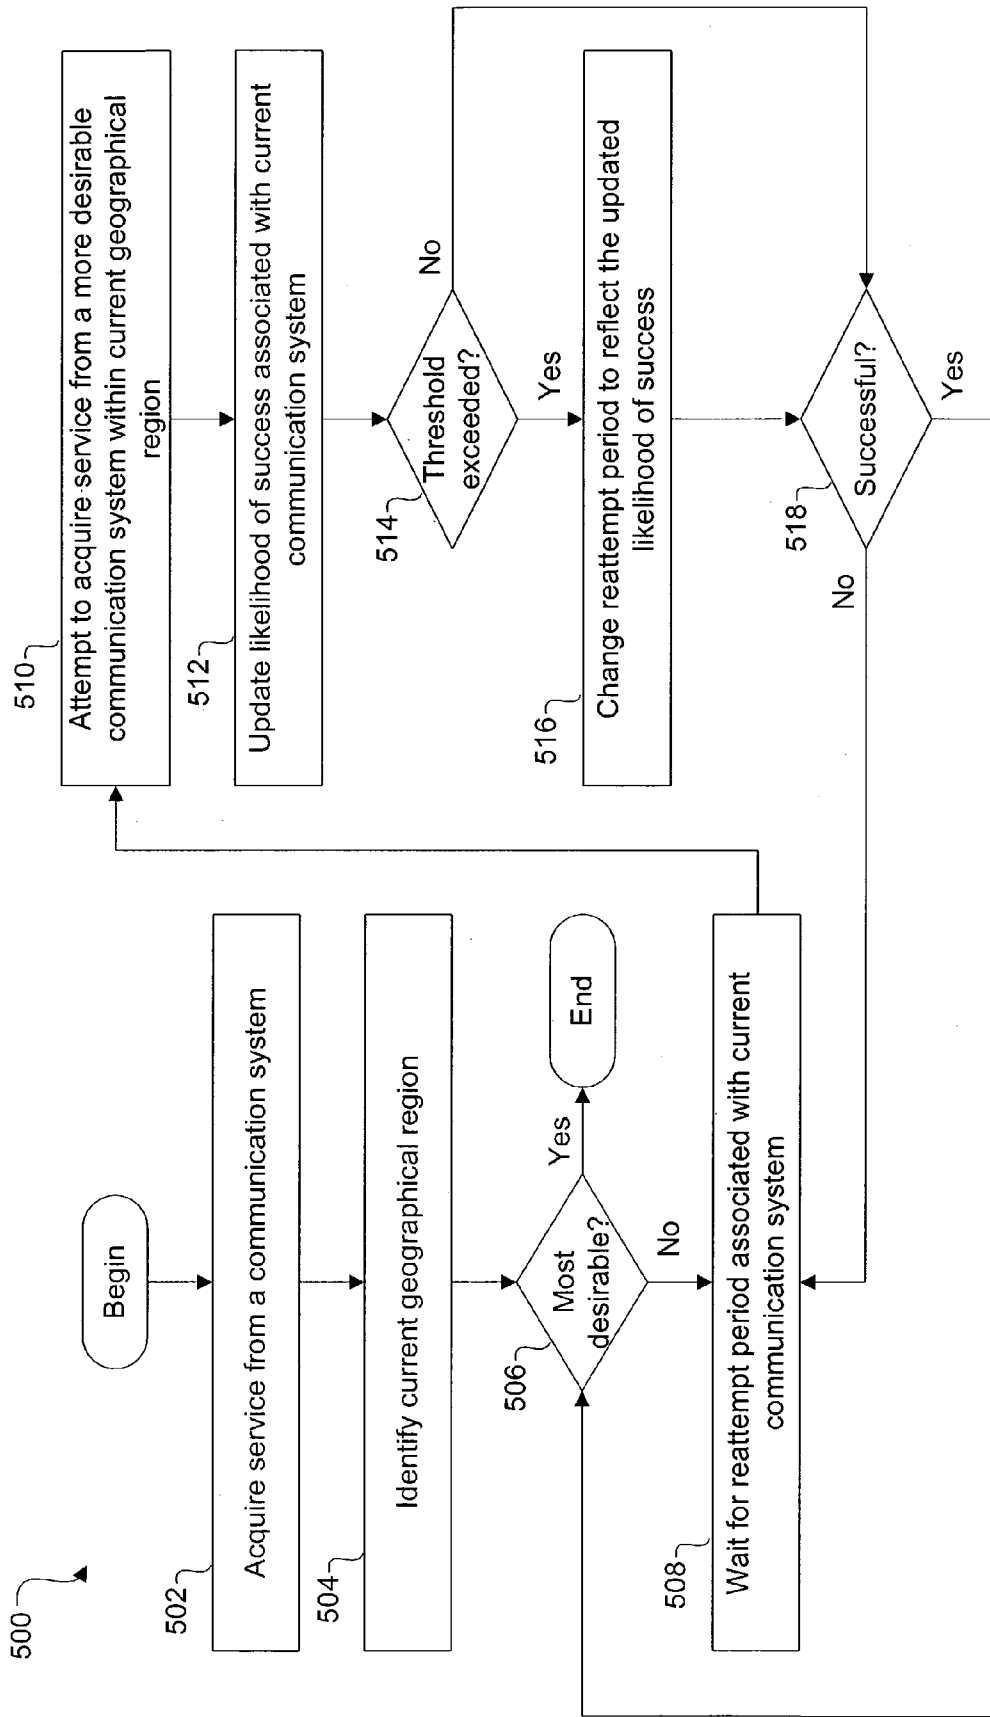 500
Begin
502
Acquire service from a communication system
504
Identify current geographical region
506
Most
desirable?
Yes
End
No
508
Wait for reattempt period associated with current
communication system
510
Attempt to acquire service from a more desirable
communication system within current geographical
region
512
Update likelihood of success associated with current
communication system
514
Threshold
exceeded?
No
Yes
516
Change reattempt period to reflect the updated
likelihood of success
518
Successful?
No
Yes